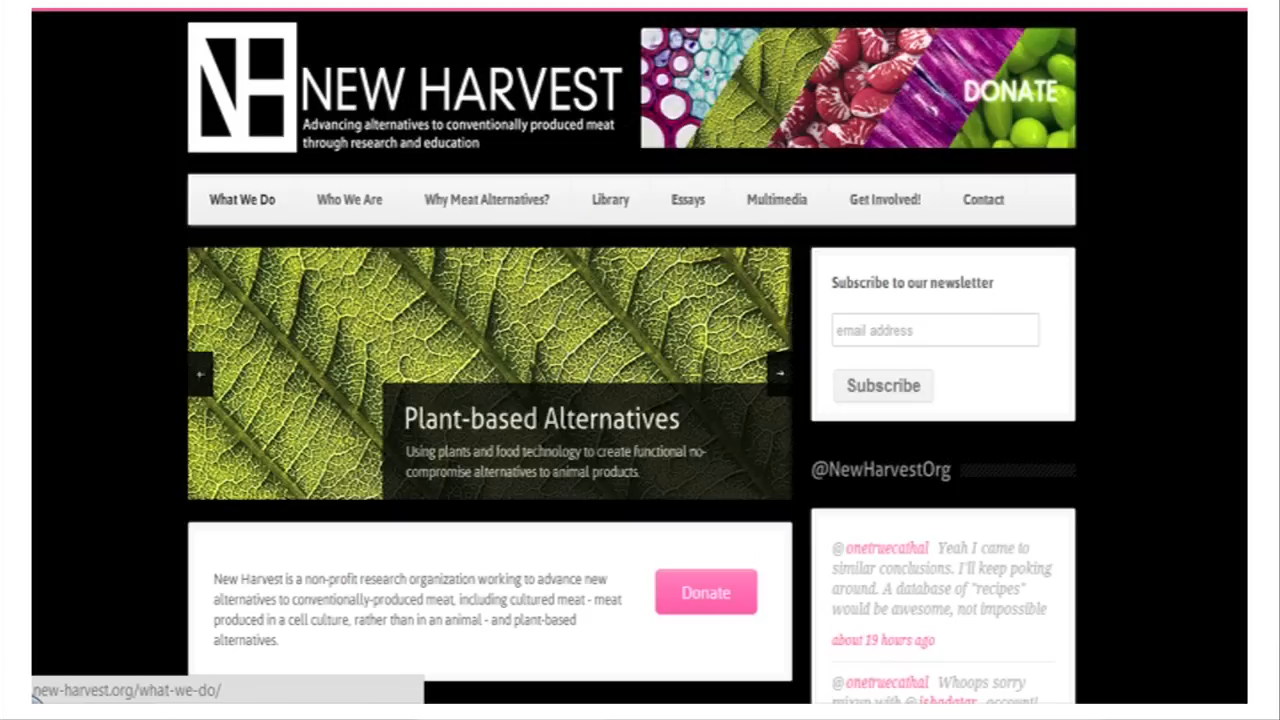 NH
NEW HARVEST
Advancing alternatives to conventionally produced meat
through research and education
DONATE
What We Do Who We Are Why Meat Alternatives? Library Essays Multimedia Get Involved! Contact
Plant-based Alternatives
Using plants and food technology to create functional no-
compromise alternatives to animal products.
Subscribe to our newsletter
email address
Subscribe
@NewHarvestOrg
New Harvest is a non-profit research organization working to advance new
alternatives to conventionally-produced meat, including cultured meat - meat
produced in a cell culture, rather than in an animal - and plant-based
alternatives.
Donate
@onetruecathal Yeah I came to
similar conclusions. I'll keep poking
around. A database of "recipes"
would be awesome, not impossible
about 19 hours ago
@onetruecathal Whoops sorry
mixup with @ishadatar account!
new-harvest.org/what-we-do/